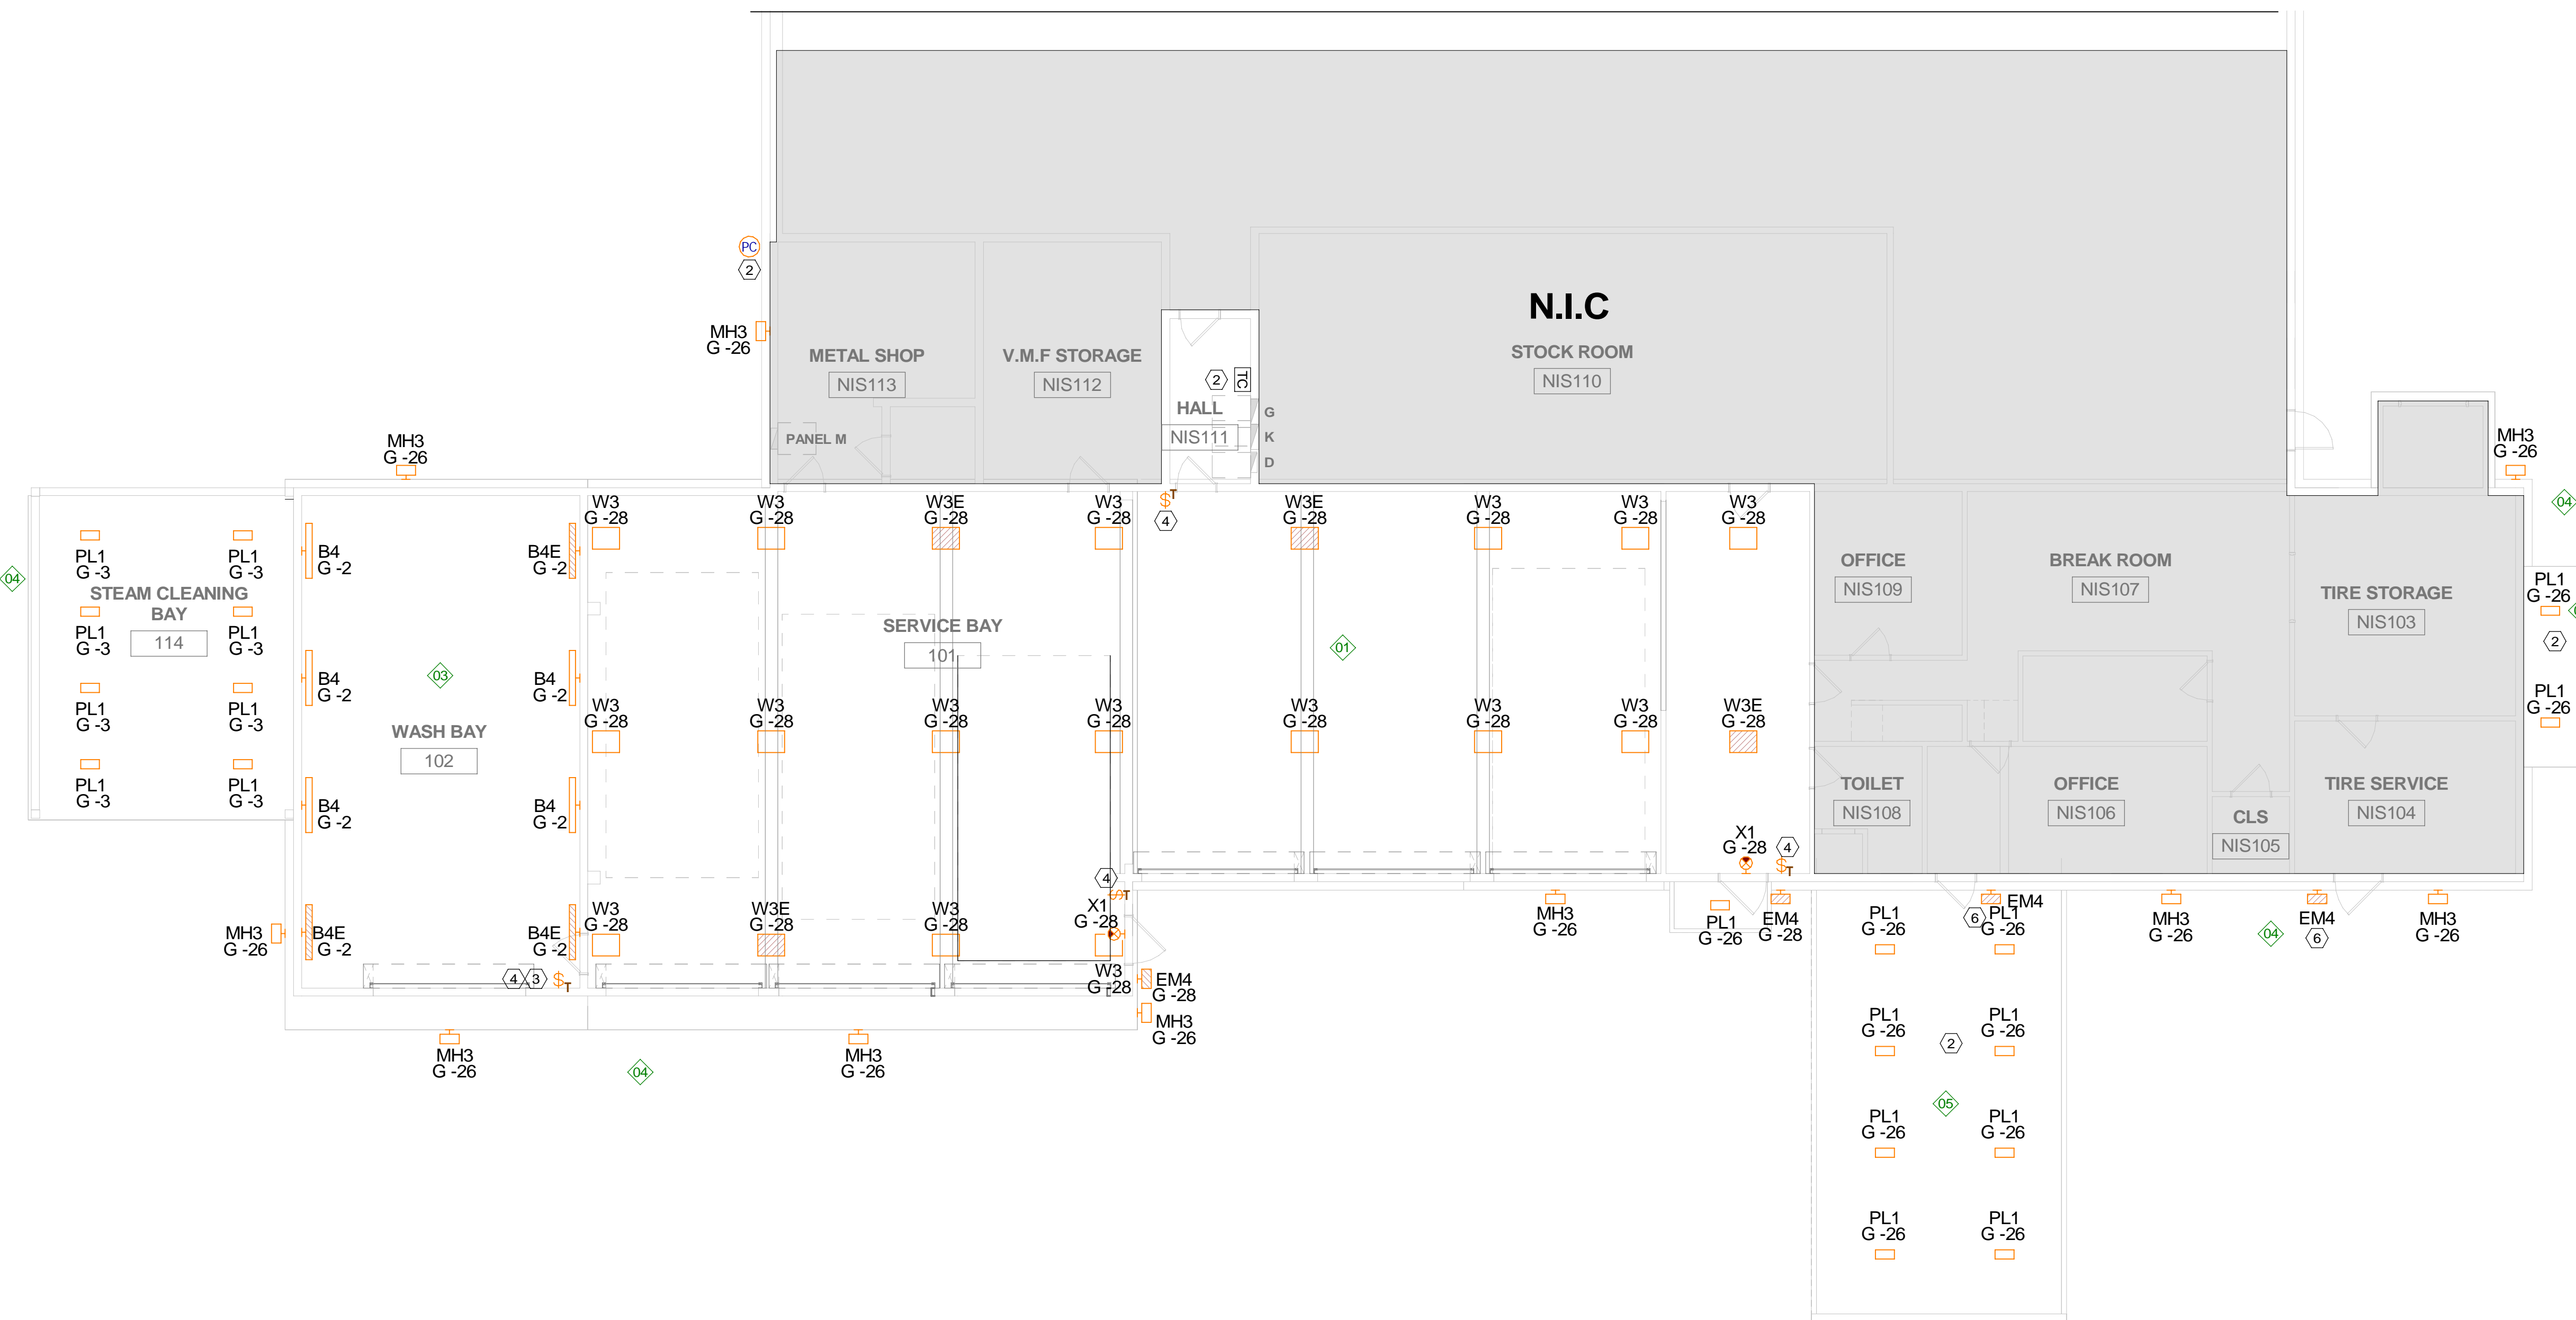 PC
2
MH3
G -26
N.I.C
METAL SHOP
NIS113
V.M.F STORAGE
NIS112
STOCK ROOM
NIS110
2
TC
HALL
NIS111
G
K
D
PANEL M
MH3
G -26
MH3
G -26
04
W3
G -28
W3
G -28
W3E
G -28
W3
G -28
$T
4
W3E
G -28
W3
G -28
W3
G -28
W3
G -28
PL1
G -3
PL1
G -3
B4
G -2
B4E
G -2
04
STEAM CLEANING
BAY
114
PL1
G -3
PL1
G -3
OFFICE
NIS109
BREAK ROOM
NIS107
TIRE STORAGE
NIS103
PL1
G -26
2
SERVICE BAY
101
01
03
B4
G -2
B4
G -2
PL1
G -3
PL1
G -3
WASH BAY
102
W3
G -28
W3
G -28
W3
G -28
W3
G -28
W3
G -28
W3
G -28
W3
G -28
W3E
G -28
PL1
G -26
PL1
G -3
PL1
G -3
B4
G -2
B4
G -2
TOILET
NIS108
OFFICE
NIS106
CLS
NIS105
TIRE SERVICE
NIS104
X1
G -28
4
$T
4
$T
X1
G -28
MH3
G -26
B4E
G -2
B4E
G -2
W3
G -28
W3E
G -28
W3
G -28
W3
G -28
4
3
$T
EM4
G -28
MH3
G -26
MH3
G -26
PL1
G -26
EM4
G -28
PL1
G -26
6
EM4
PL1
G -26
MH3
G -26
04
EM4
6
MH3
G -26
MH3
G -26
MH3
G -26
04
PL1
G -26
PL1
G -26
2
05
PL1
G -26
PL1
G -26
PL1
G -26
PL1
G -26